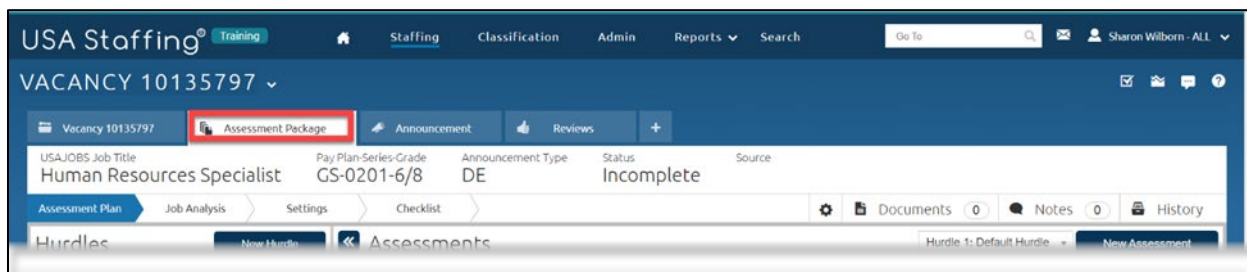 USA Staffing® Training Staffing Classification Admin Reports Search Go To Sharon Wilborn - ALL
VACANCY 10135797
Vacancy 10135797 Assessment Package Announcement Reviews +
USAJOBS Job Title Pay Plan-Series-Grade Announcement Type Status Source
Human Resources Specialist GS-0201-6/8 DE Incomplete
Assessment Plan Job Analysis Settings Checklist Documents 0 Notes 0 History
Hurdles New Hurdle Assessments Hurdle 1: Default Hurdle New Assessment